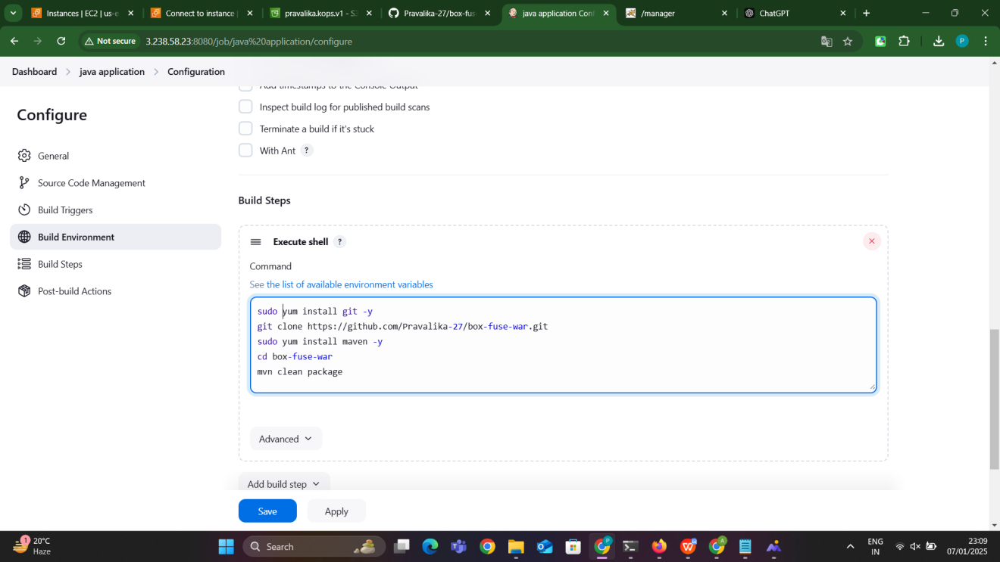 Instances | EC2 | us-e
Connect to instance |
pravalika.kops.v1 - S3
Pravalika-27/box-fus
java application Conf
/manager
ChatGPT
Not secure
3.238.58.23:8080/job/java%20application/configure
P
Dashboard
java application
Configuration
Configure
General
Source Code Management
Build Triggers
Build Environment
Build Steps
Post-build Actions
Add timestamps to the Console Output
Inspect build log for published build scans
Terminate a build if it's stuck
With Ant ?
Build Steps
Execute shell ?
Command
See the list of available environment variables
sudo yum install git -y
git clone https://github.com/Pravalika-27/box-fuse-war.git
sudo yum install maven -y
cd box-fuse-war
mvn clean package
Advanced
Add build step
Save
Apply
1
20°C
Haze
Search
ENG
IN
23:09
07/01/2025